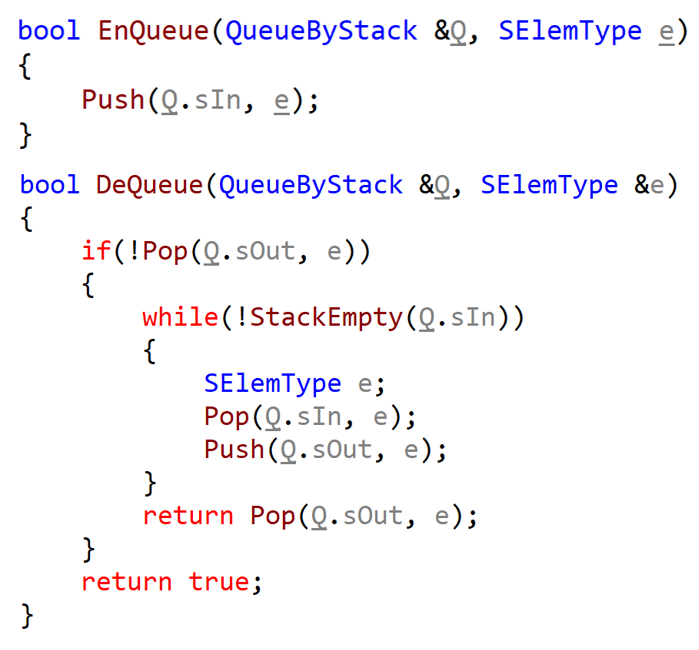 bool EnQueue(QueueByStack &Q, SElemType e)
{
    Push(Q.sIn, e);
}
bool DeQueue(QueueByStack &Q, SElemType &e)
{
    if(!Pop(Q.sOut, e))
    {
        while(!StackEmpty(Q.sIn))
        {
            SElemType e;
            Pop(Q.sIn, e);
            Push(Q.sOut, e);
        }
        return Pop(Q.sOut, e);
    }
    return true;
}